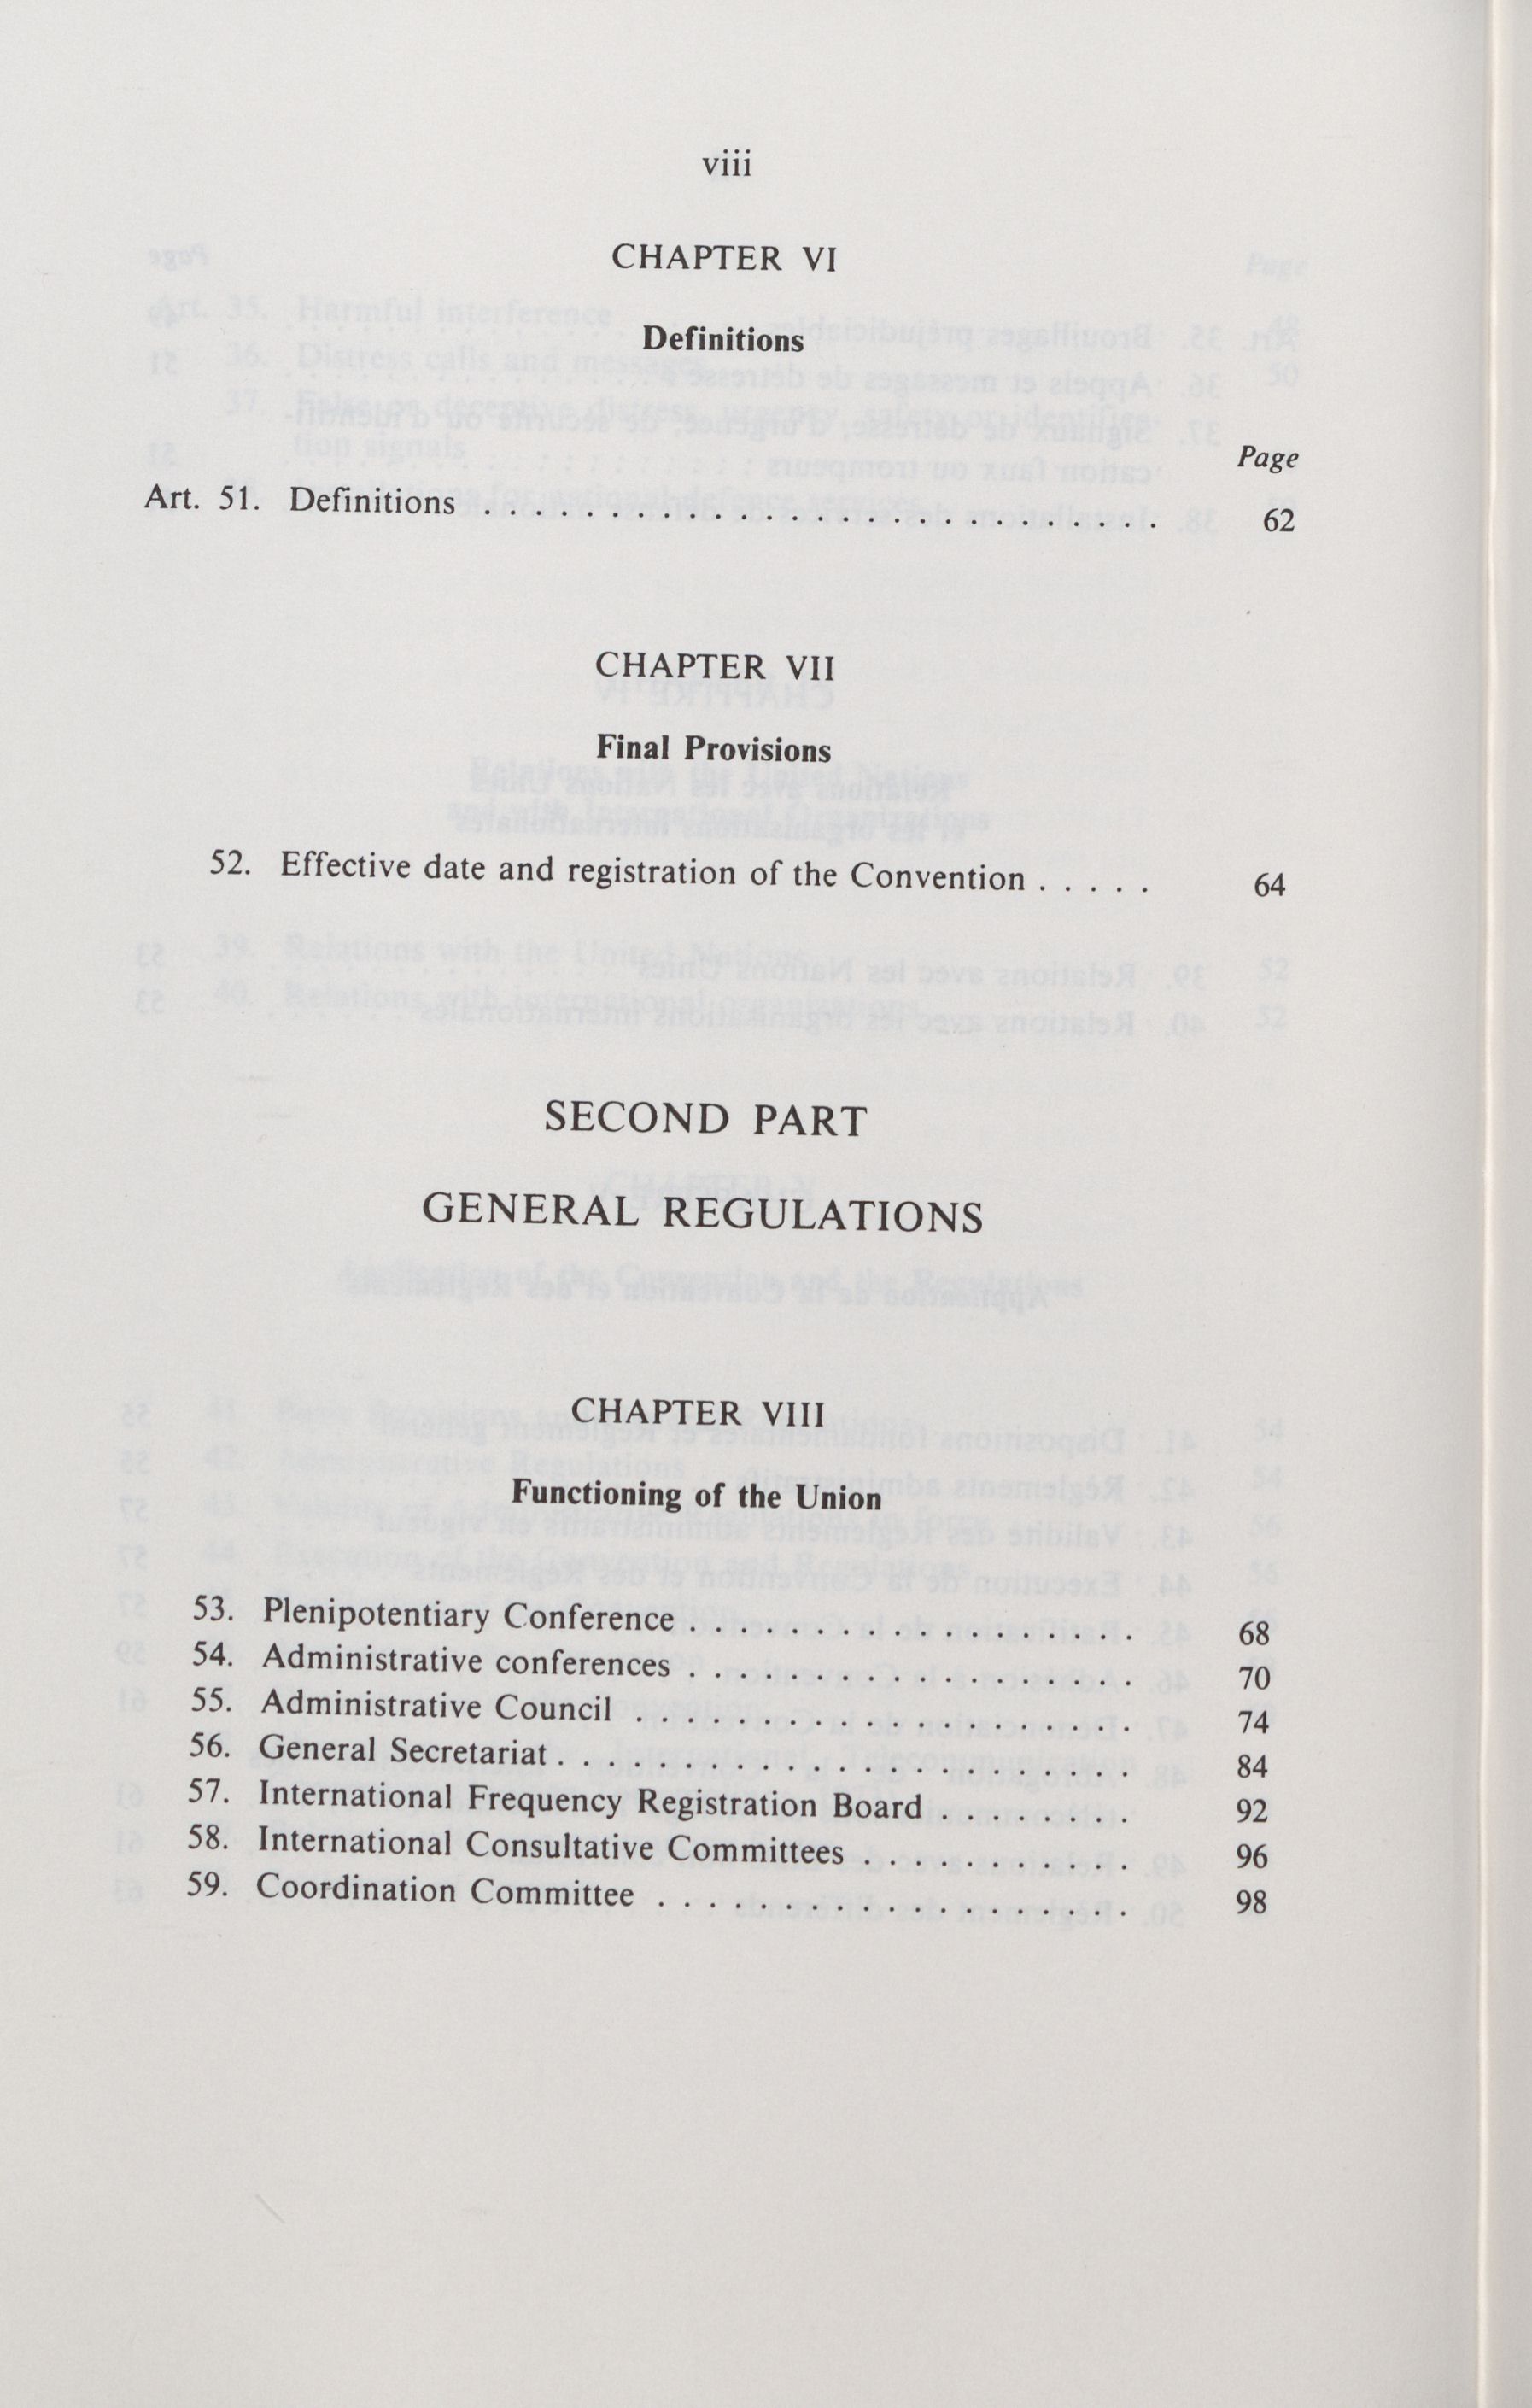 viii
CHAPTER VI
Definitions
Page
Art. 51. Definitions . . . . . . . . . . . . . . . . . . . . . . . . . . . 62
CHAPTER VII
Final Provisions
52. Effective date and registration of the Convention . . . . . 64
SECOND PART
GENERAL REGULATIONS
CHAPTER VIII
Functioning of the Union
53. Plenipotentiary Conference . . . . . . . . . . . . . . . . . . 68
54. Administrative conferences . . . . . . . . . . . . . . . . . . 70
55. Administrative Council . . . . . . . . . . . . . . . . . . . . 74
56. General Secretariat . . . . . . . . . . . . . . . . . . . . . . . 84
57. International Frequency Registration Board . . . . . . . . 92
58. International Consultative Committees . . . . . . . . . . . 96
59. Coordination Committee . . . . . . . . . . . . . . . . . . . 98